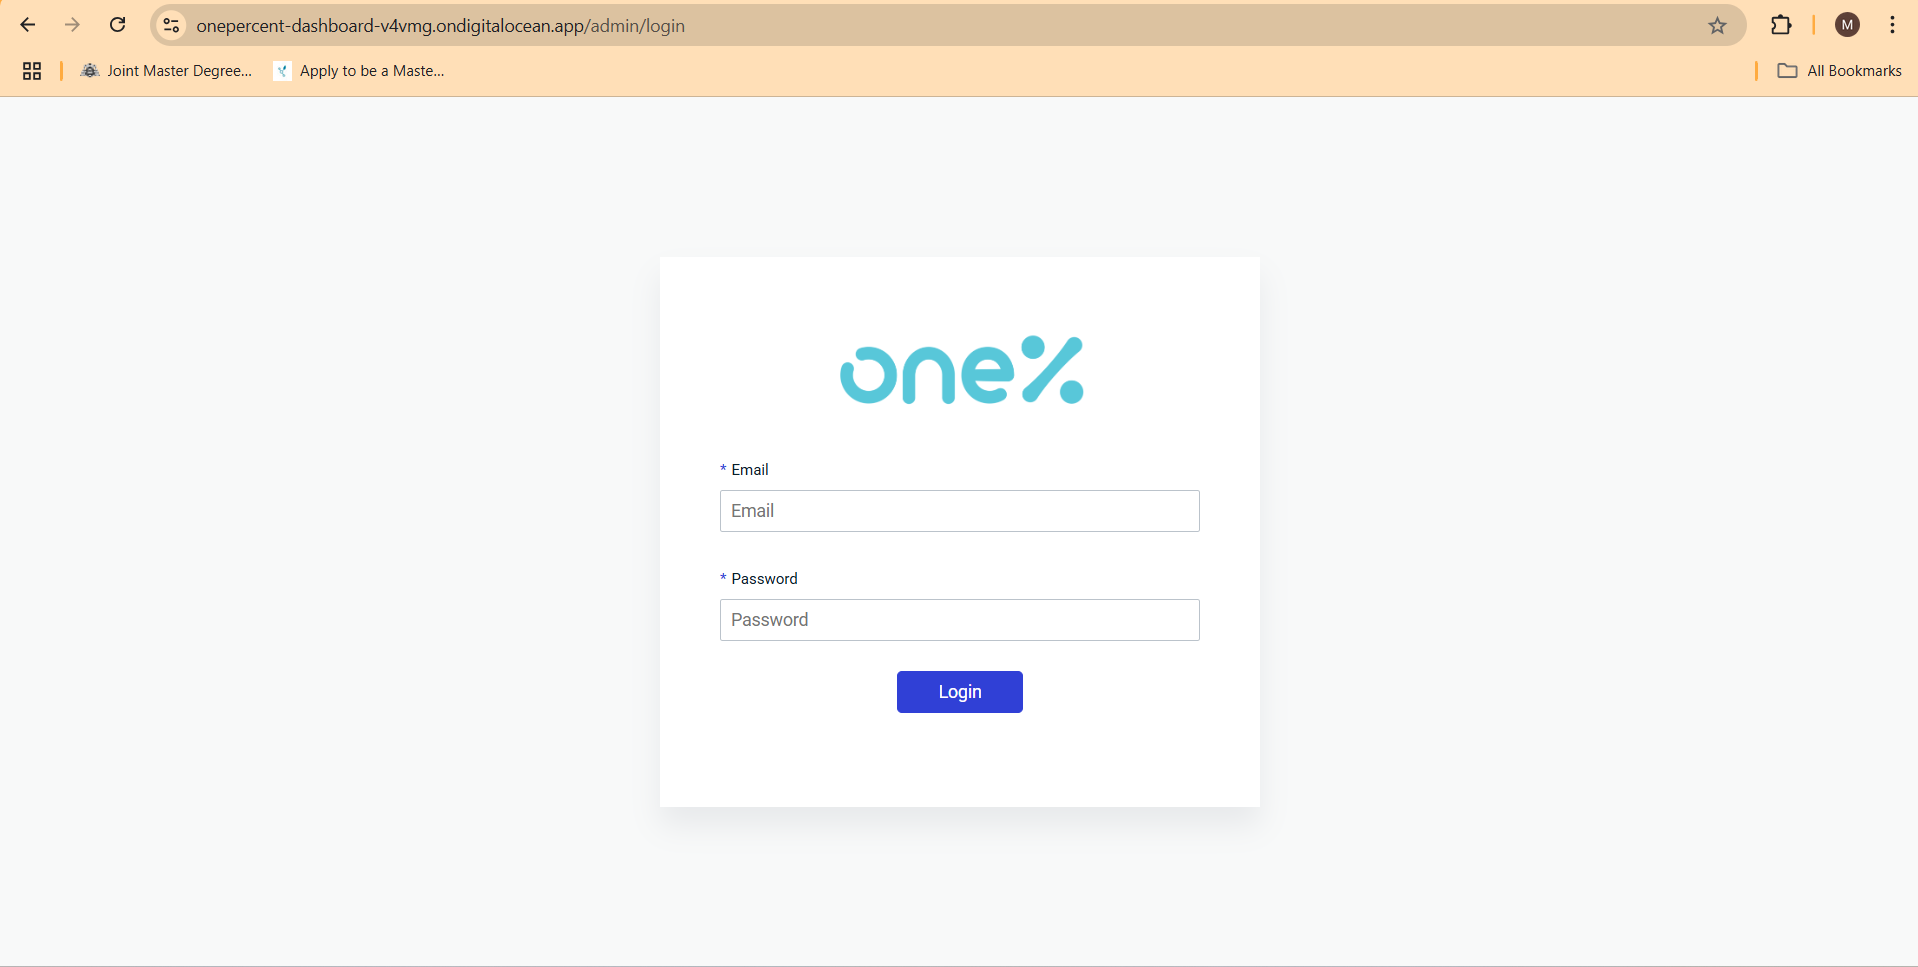 onepercent-dashboard-v4vmg.ondigitalocean.app/admin/login
M
Joint Master Degree...
Apply to be a Maste...
All Bookmarks
one%
* Email
Email
* Password
Password
Login